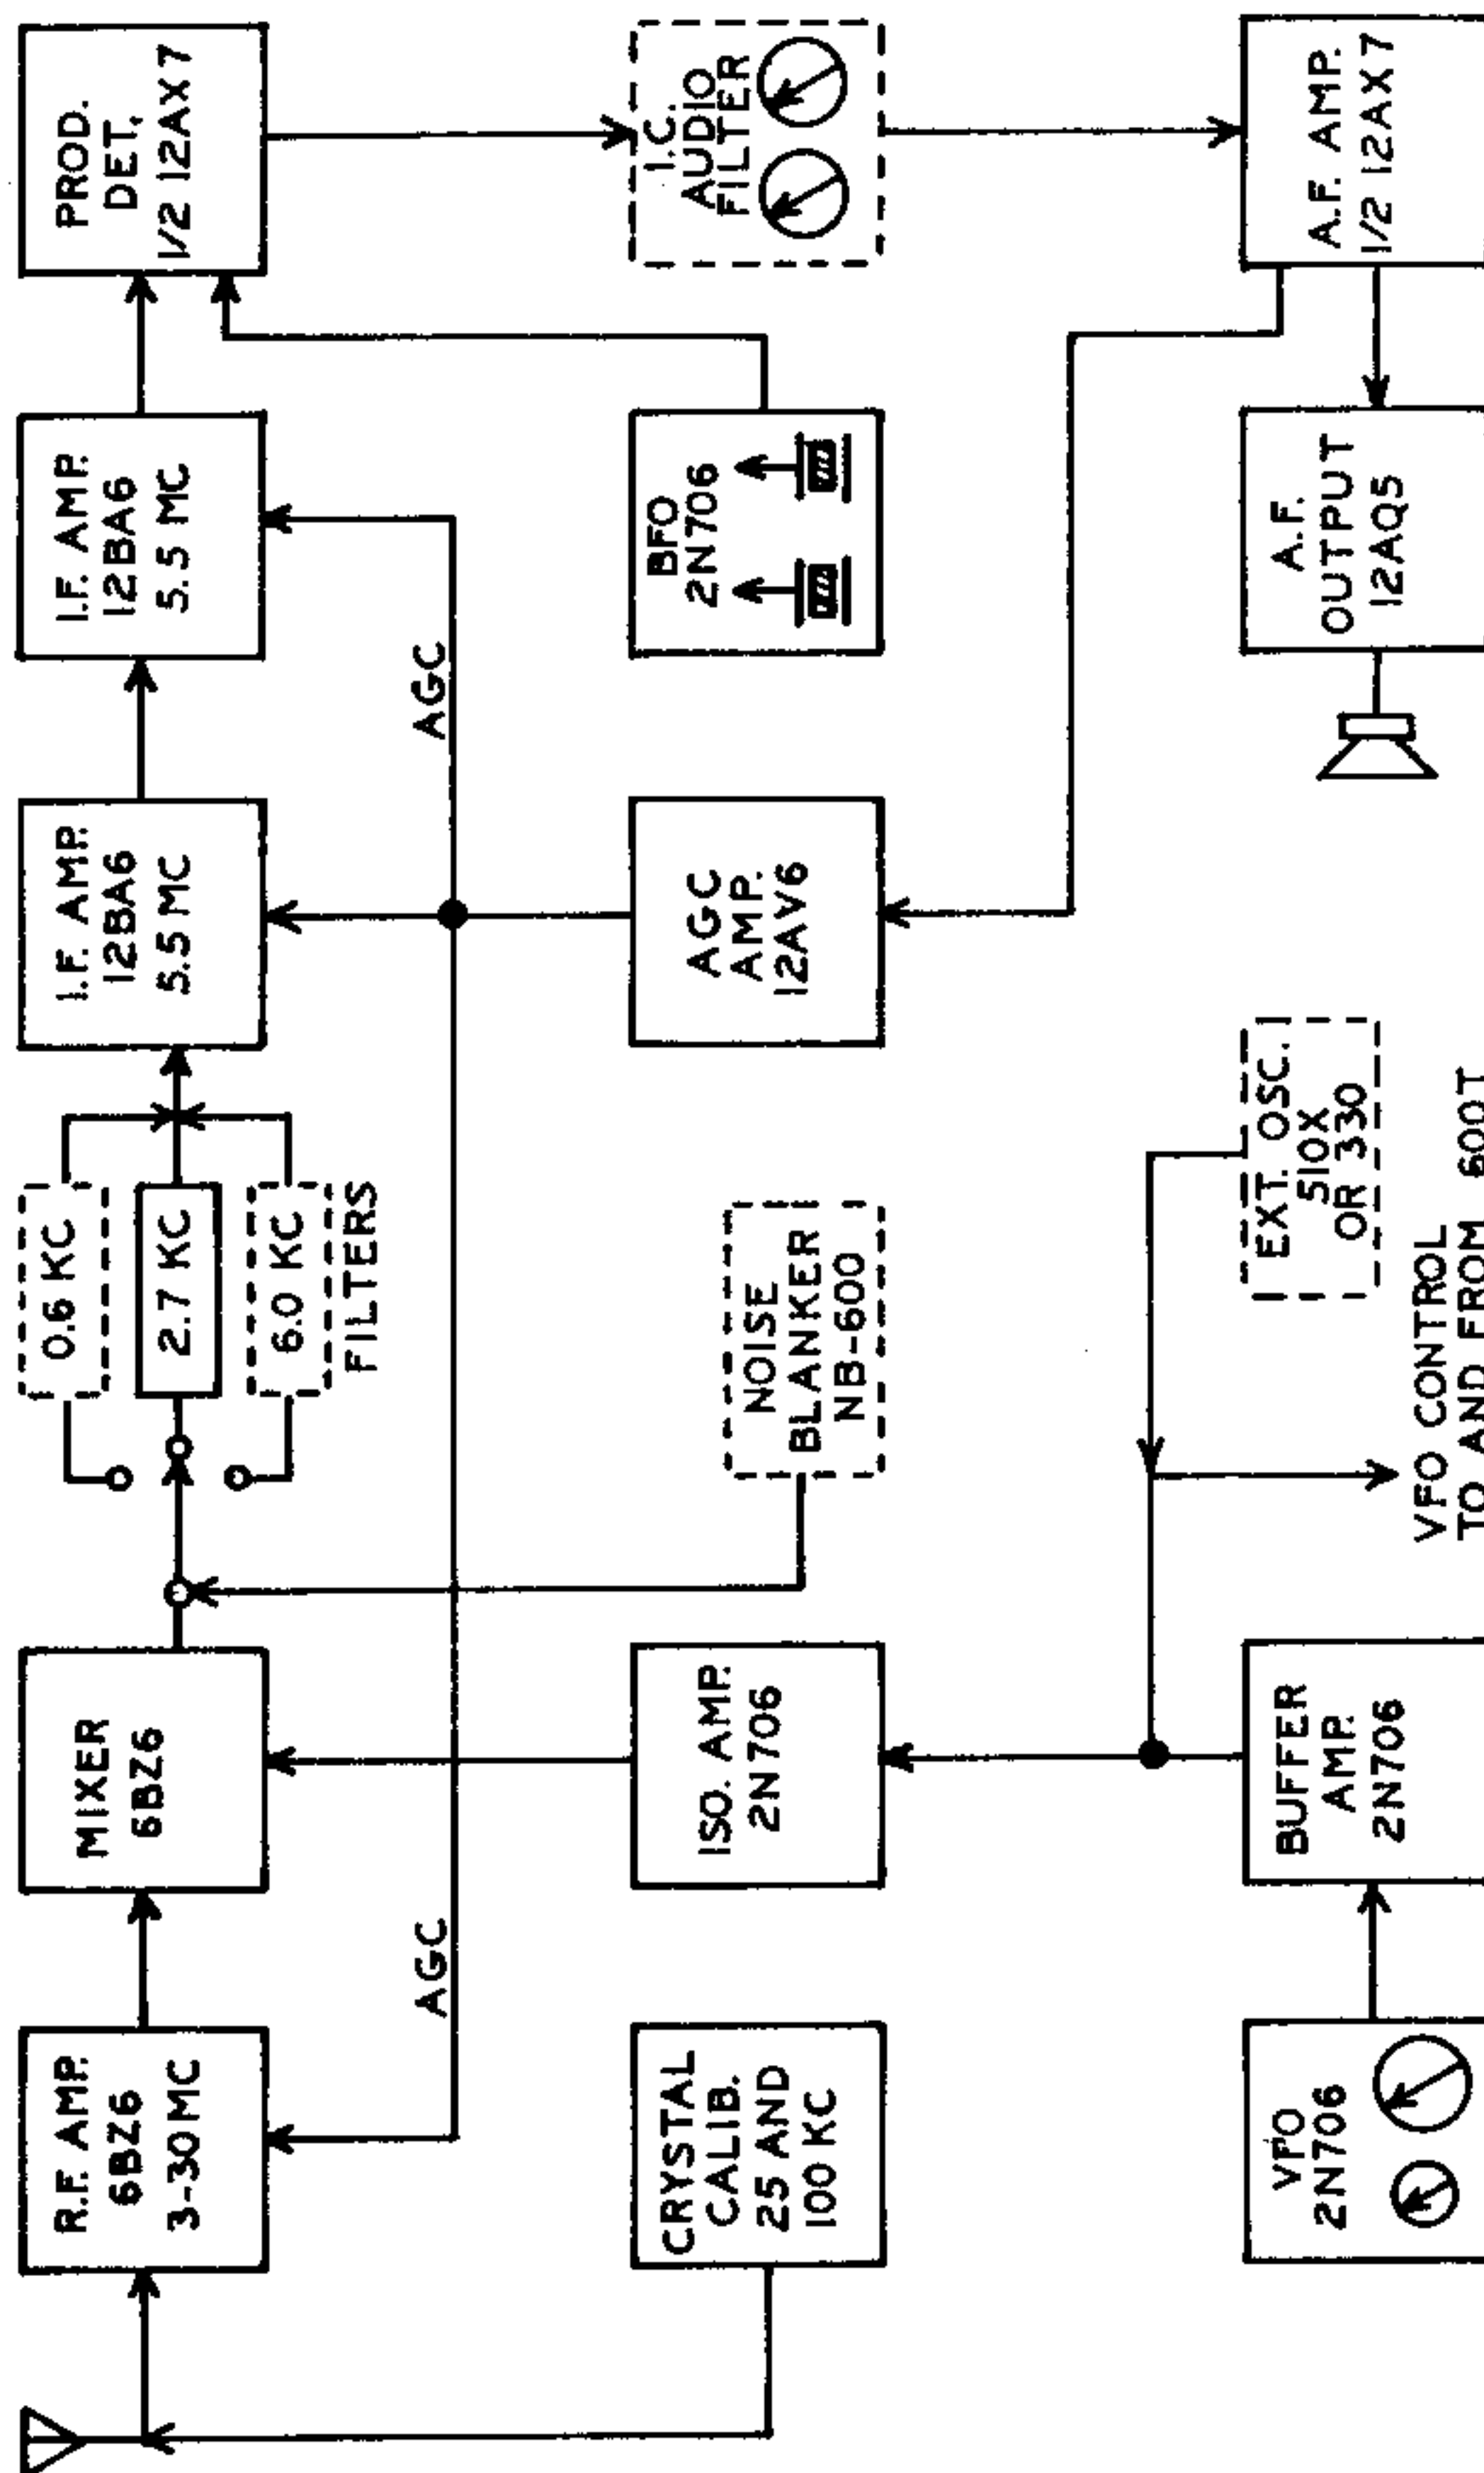 R.F. AMP.
6BZ6
3-30 MC
MIXER
6BZ6
0.6 KC
2.7 KC
6.0 KC
FILTERS
I.F. AMP.
12BA6
5.5 MC
I.F. AMP.
12BA6
5.5 MC
PROD.
DET.
1/2 12AX7
AGC
AGC
CRYSTAL
CALIB.
25 AND
100 KC
ISO. AMP.
2N706
NOISE
BLANKER
NB-600
AGC
AMP.
12AV6
BFO
2N706
I.C.
AUDIO
FILTER
VFO
2N706
BUFFER
AMP.
2N706
EXT. OSC.
510X
OR 330
VFO CONTROL
TO AND FROM 600T
A.F.
OUTPUT
12AQ5
A.F. AMP.
1/2 12AX7